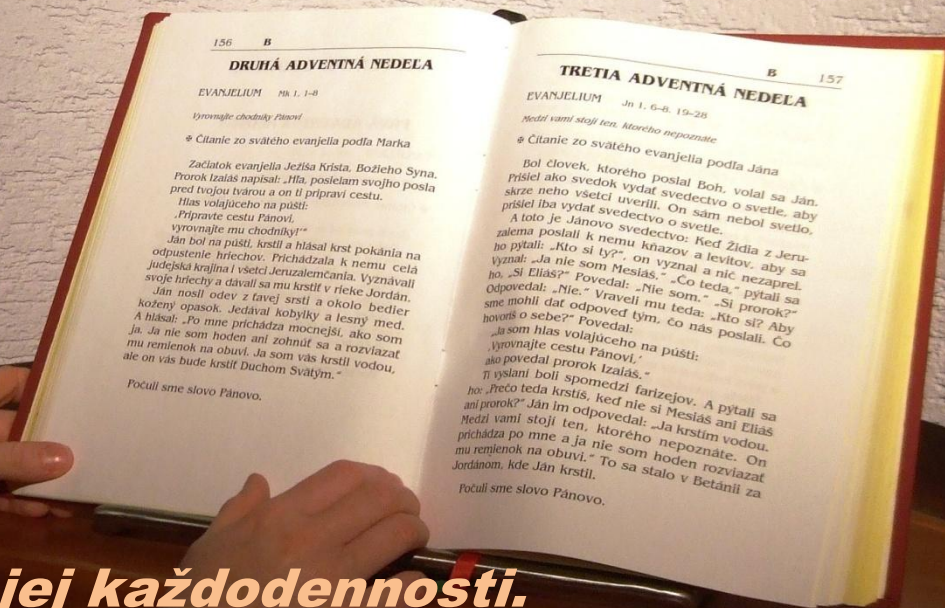 156 B
DRUHÁ ADVENTNÁ NEDEĽA
EVANJELIUM Mk 1, 1–8
Vyrovnajte chodníky Pánovi
✠ Čítanie zo svätého evanjelia podľa Marka
Začiatok evanjelia Ježiša Krista, Božieho Syna.
Prorok Izaiáš napísal: „Hľa, posielam svojho posla
pred tvojou tvárou a on ti pripraví cestu.
Hlas volajúceho na púšti:
‚Pripravte cestu Pánovi,
vyrovnajte mu chodníky!‘“
Ján bol na púšti, krstil a hlásal krst pokánia na
odpustenie hriechov. Prichádzala k nemu celá
judejská krajina i všetci Jeruzalemčania. Vyznávali
svoje hriechy a dávali sa mu krstiť v rieke Jordán.
Ján nosil odev z ťavej srsti a okolo bedier
kožený opasok. Jedával kobylky a lesný med.
A hlásal: „Po mne prichádza mocnejší, ako som
ja. Ja nie som hoden ani zohnúť sa a rozviazať
mu remienok na obuvi. Ja som vás krstil vodou,
ale on vás bude krstiť Duchom Svätým.“
Počuli sme slovo Pánovo.
B 157
TRETIA ADVENTNÁ NEDEĽA
EVANJELIUM Jn 1, 6–8. 19–28
Medzi vami stojí ten, ktorého nepoznáte
✠ Čítanie zo svätého evanjelia podľa Jána
Bol človek, ktorého poslal Boh, volal sa Ján.
Prišiel ako svedok vydať svedectvo o svetle, aby
skrze neho všetci uverili. On sám nebol svetlo,
prišiel iba vydať svedectvo o svetle.
A toto je Jánovo svedectvo: Keď Židia z Jeru-
zalema poslali k nemu kňazov a levitov, aby sa
ho pýtali: „Kto si ty?“, on vyznal a nič nezaprel.
Vyznal: „Ja nie som Mesiáš.“ „Čo teda,“ pýtali sa
ho, „Si Eliáš?“ Povedal: „Nie som.“ „Si prorok?“
Odpovedal: „Nie.“ Vraveli mu teda: „Kto si? Aby
sme mohli dať odpoveď tým, čo nás poslali. Čo
hovoríš o sebe?“ Povedal:
„Ja som hlas volajúceho na púšti:
‚Vyrovnajte cestu Pánovi,‘
ako povedal prorok Izaiáš.“
Tí vyslaní boli spomedzi farizejov. A pýtali sa
ho: „Prečo teda krstíš, keď nie si Mesiáš ani Eliáš
ani prorok?“ Ján im odpovedal: „Ja krstím vodou.
Medzi vami stojí ten, ktorého nepoznáte. On
prichádza po mne a ja nie som hoden rozviazať
mu remienok na obuvi.“ To sa stalo v Betánii za
Jordánom, kde Ján krstil.
Počuli sme slovo Pánovo.
jej každodennosti.